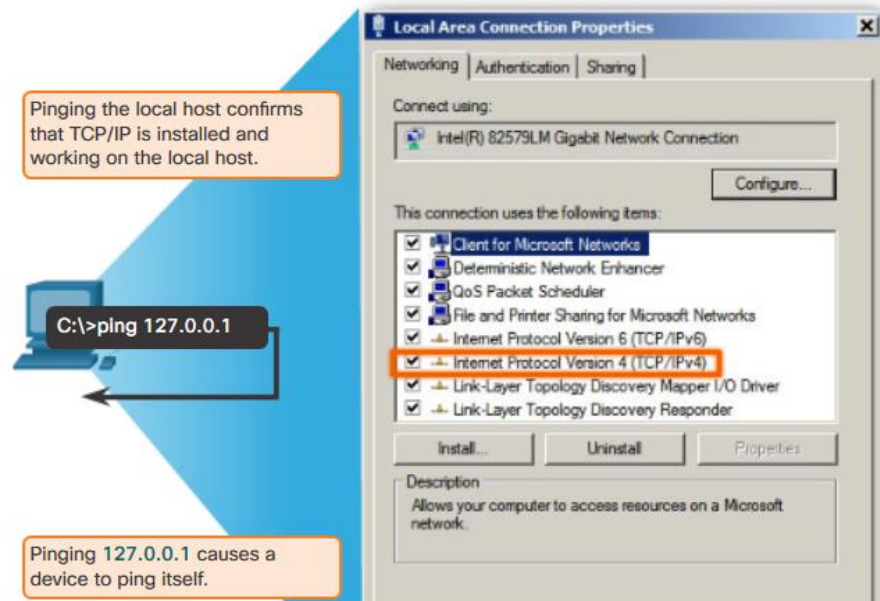 Local Area Connection Properties
Networking
Authentication
Sharing
Pinging the local host confirms
that TCP/IP is installed and
working on the local host.
Connect using:
Intel(R) 82579LM Gigabit Network Connection
Configure...
This connection uses the following items:
Client for Microsoft Networks
Deterministic Network Enhancer
QoS Packet Scheduler
File and Printer Sharing for Microsoft Networks
Internet Protocol Version 6 (TCP/IPv6)
Internet Protocol Version 4 (TCP/IPv4)
Link-Layer Topology Discovery Mapper I/O Driver
Link-Layer Topology Discovery Responder
C:\>ping 127.0.0.1
Install...
Uninstall
Properties
Description
Allows your computer to access resources on a Microsoft
network.
Pinging 127.0.0.1 causes a
device to ping itself.